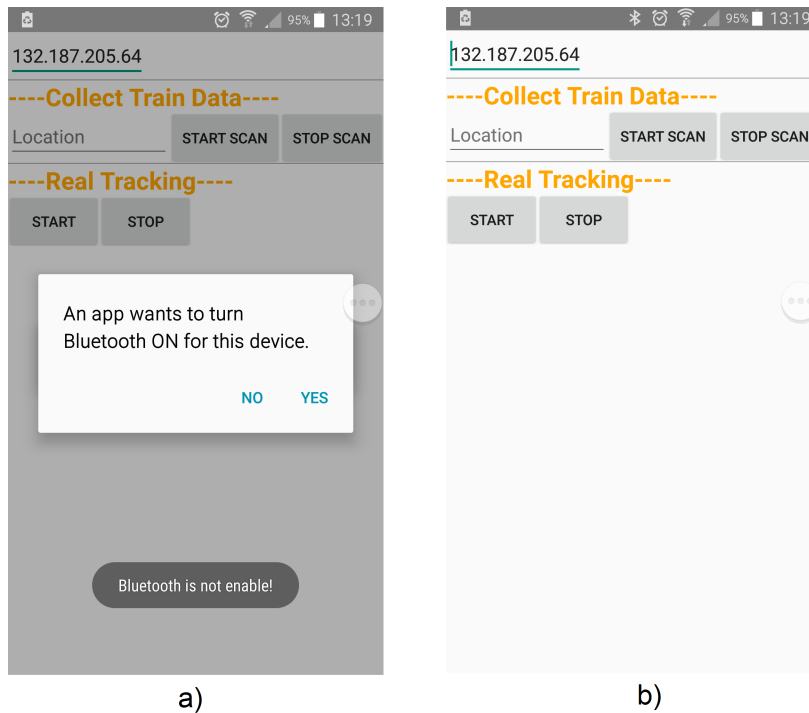 95% 13:19
132.187.205.64
----Collect Train Data----
Location START SCAN STOP SCAN
----Real Tracking----
START STOP
An app wants to turn
Bluetooth ON for this device.
NO YES
Bluetooth is not enable!
a)
95% 13:19
132.187.205.64
----Collect Train Data----
Location START SCAN STOP SCAN
----Real Tracking----
START STOP
b)